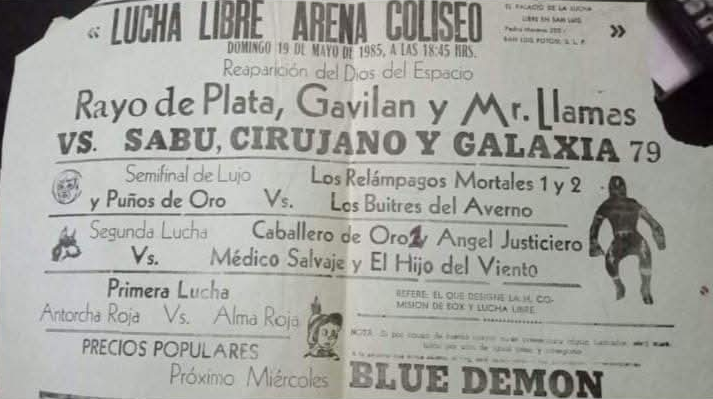 « LUCHA LIBRE ARENA COLISEO »
EL PALACIO DE LA LUCHA
LIBRE EN SAN LUIS
SAN LUIS POTOSI, S. L. P.
DOMINGO 19 DE MAYO DE 1985, A LAS 18:45 HRS.
Reaparición del Dios del Espacio
Rayo de Plata, Gavilan y Mr. Llamas
VS. SABU, CIRUJANO Y GALAXIA 79
Semifinal de Lujo Los Relámpagos Mortales 1 y 2
y Puños de Oro Vs. Los Buitres del Averno
Segunda Lucha Caballero de Oro y Angel Justiciero
Vs. Médico Salvaje y El Hijo del Viento
Primera Lucha
Antorcha Roja Vs. Alma Roja
REFERE: EL QUE DESIGNE LA H. CO-
MISION DE BOX Y LUCHA LIBRE
NOTA:
PRECIOS POPULARES
Próximo Miércoles BLUE DEMON